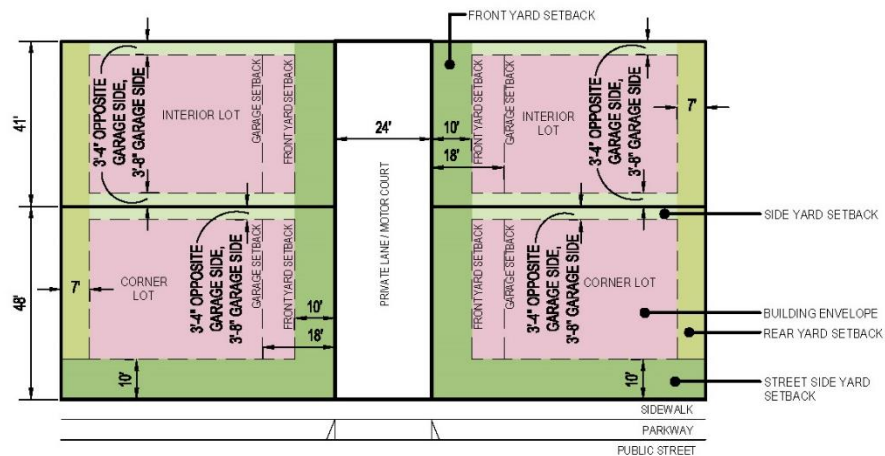 FRONT YARD SETBACK
41'
3'-4" OPPOSITE
GARAGE SIDE,
3'-8" GARAGE SIDE
INTERIOR LOT
GARAGE SETBACK
FRONT YARD SETBACK
24'
PRIVATE LANE / MOTOR COURT
10'
18'
FRONT YARD SETBACK
GARAGE SETBACK
INTERIOR
LOT
3'-4" OPPOSITE
GARAGE SIDE,
3'-8" GARAGE SIDE
7'
48'
7'
CORNER
LOT
3'-4" OPPOSITE
GARAGE SIDE,
3'-8" GARAGE SIDE
GARAGE SETBACK
FRONT YARD SETBACK
10'
18'
10'
FRONT YARD SETBACK
GARAGE SETBACK
3'-4" OPPOSITE
GARAGE SIDE,
3'-8" GARAGE SIDE
CORNER LOT
10'
SIDE YARD SETBACK
BUILDING ENVELOPE
REAR YARD SETBACK
STREET SIDE YARD
SETBACK
SIDEWALK
PARKWAY
PUBLIC STREET